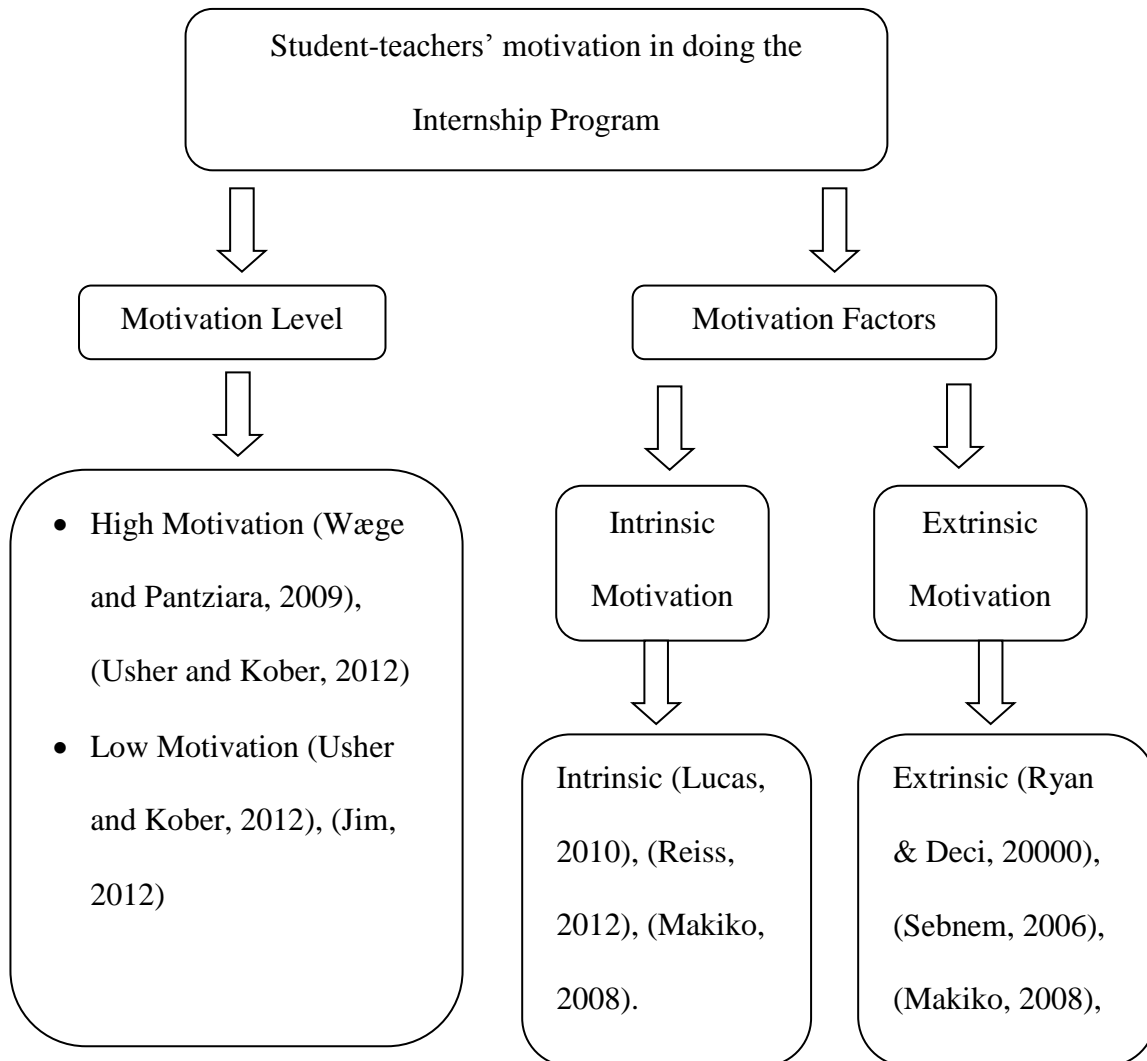 Student-teachers’ motivation in doing the
Internship Program
Motivation Level
Motivation Factors
• High Motivation (Wæge
and Pantziara, 2009),
(Usher and Kober, 2012)
• Low Motivation (Usher
and Kober, 2012), (Jim,
2012)
Intrinsic
Motivation
Extrinsic
Motivation
Intrinsic (Lucas,
2010), (Reiss,
2012), (Makiko,
2008).
Extrinsic (Ryan
& Deci, 20000),
(Sebnem, 2006),
(Makiko, 2008),